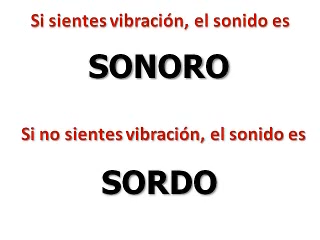 Si sientes vibración, el sonido es
SONORO
Si no sientes vibración, el sonido es
SORDO